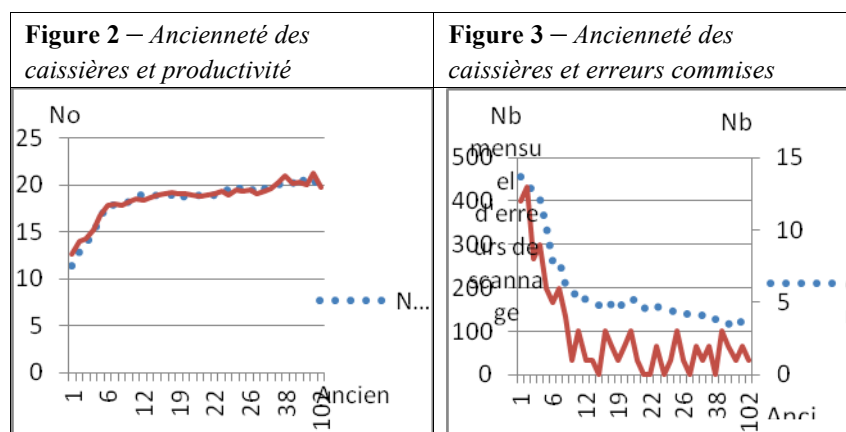 Figure 2 – Ancienneté des
caissières et productivité
No
25
20
15
10
5
0
1 6 12 19 22 26 38 102
Ancien
N...
Figure 3 – Ancienneté des
caissières et erreurs commises
Nb
mensu
el
d'erre
urs de
scanna
ge
Nb
500
400
300
200
100
0
15
10
5
0
1 6 12 19 22 26 38 102
Anci